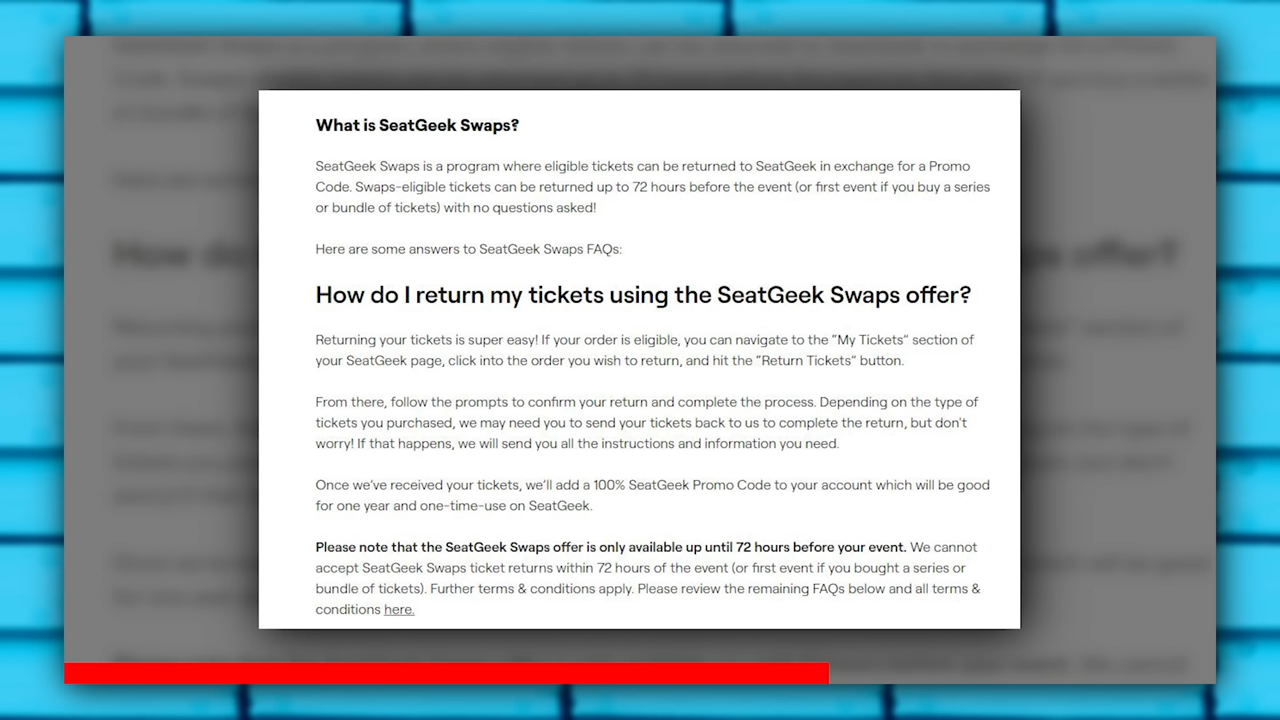 What is SeatGeek Swaps?
SeatGeek Swaps is a program where eligible tickets can be returned to SeatGeek in exchange for a Promo
Code. Swaps-eligible tickets can be returned up to 72 hours before the event (or first event if you buy a series
or bundle of tickets) with no questions asked!
Here are some answers to SeatGeek Swaps FAQs:
How do I return my tickets using the SeatGeek Swaps offer?
Returning your tickets is super easy! If your order is eligible, you can navigate to the “My Tickets” section of
your SeatGeek page, click into the order you wish to return, and hit the “Return Tickets” button.
From there, follow the prompts to confirm your return and complete the process. Depending on the type of
tickets you purchased, we may need you to send your tickets back to us to complete the return, but don't
worry! If that happens, we will send you all the instructions and information you need.
Once we've received your tickets, we'll add a 100% SeatGeek Promo Code to your account which will be good
for one year and one-time-use on SeatGeek.
Please note that the SeatGeek Swaps offer is only available up until 72 hours before your event. We cannot
accept SeatGeek Swaps ticket returns within 72 hours of the event (or first event if you bought a series or
bundle of tickets). Further terms & conditions apply. Please review the remaining FAQs below and all terms &
conditions here.